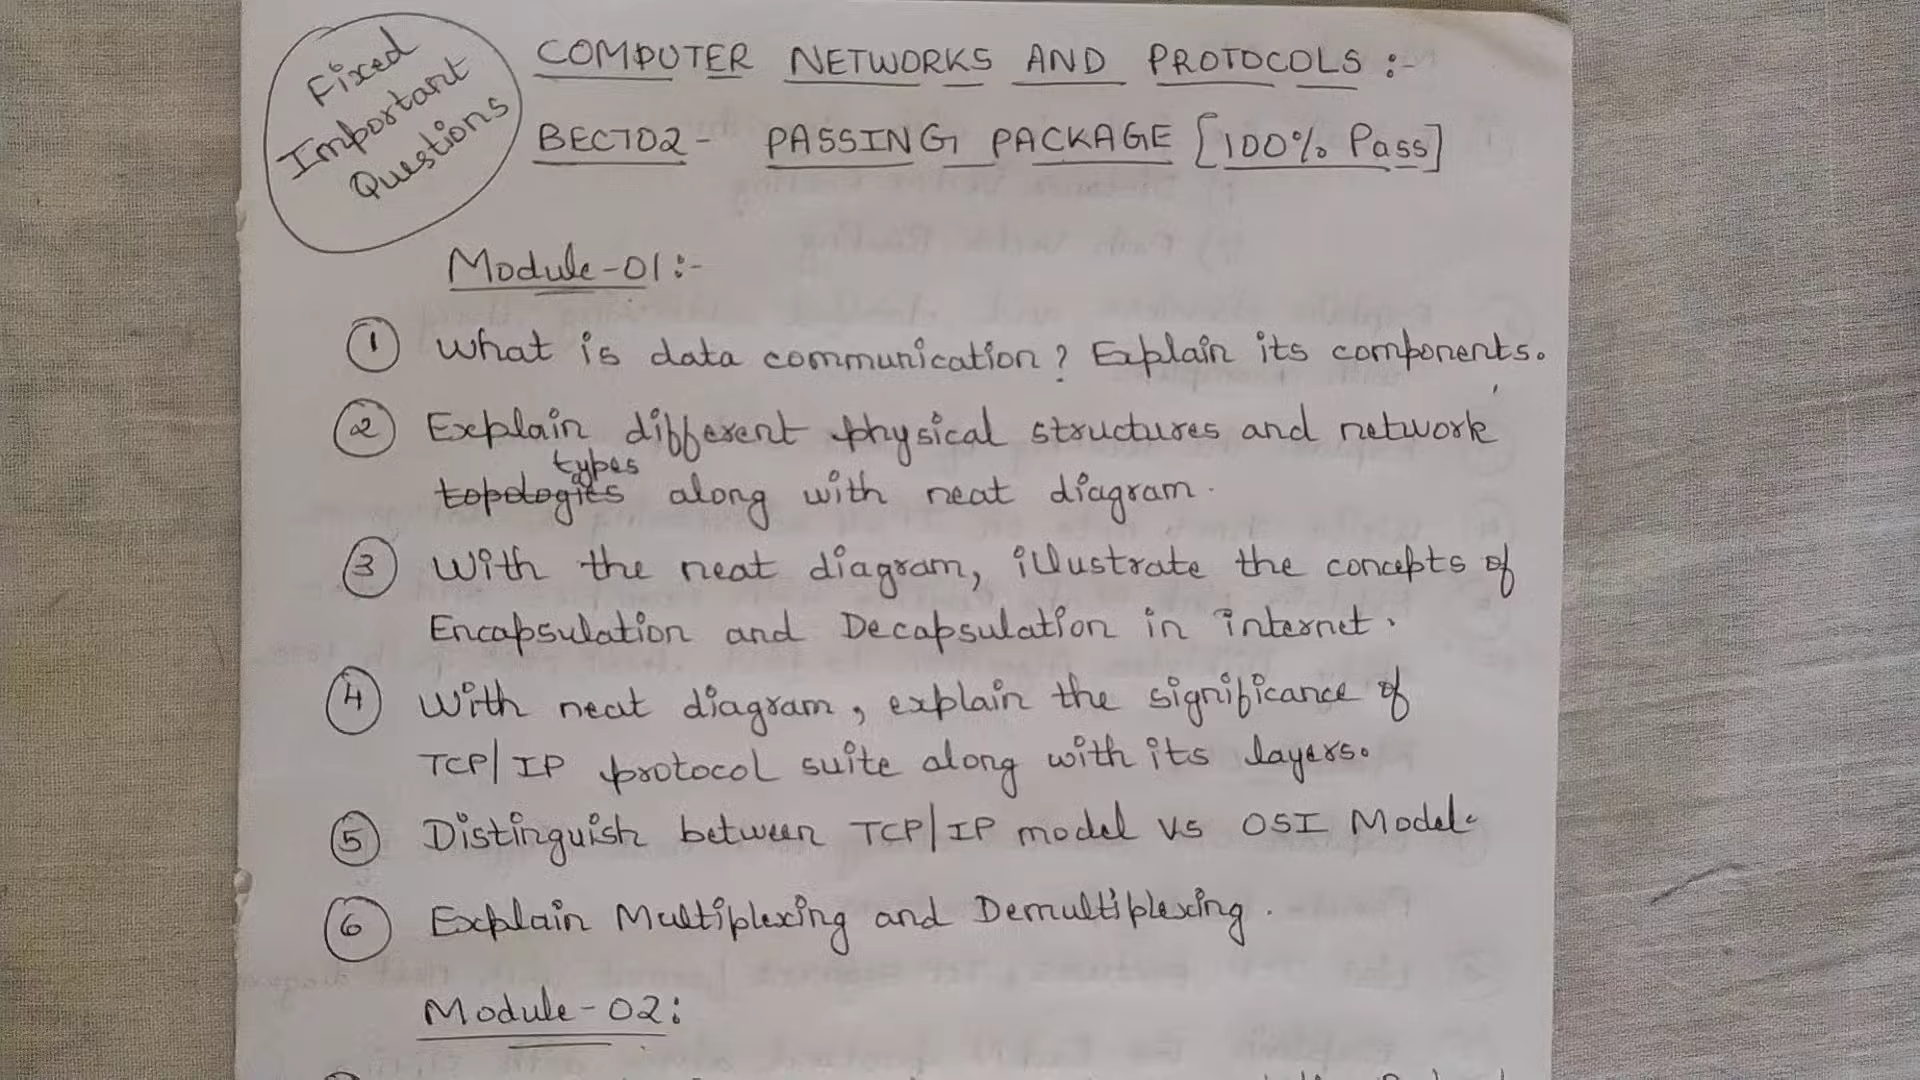 Fixed
Important
Questions
COMPUTER NETWORKS AND PROTOCOLS :-
BEC702 - PASSING PACKAGE [100% Pass]
Module-01:-
1 What is data communication? Explain its components.
2 Explain different physical structures and network
types
topologies along with neat diagram.
3 With the neat diagram, illustrate the concepts of
Encapsulation and Decapsulation in internet.
4 With neat diagram, explain the significance of
TCP/IP protocol suite along with its layers.
5 Distinguish between TCP/IP model vs OSI Model.
6 Explain Multiplexing and Demultiplexing.
Module-02: